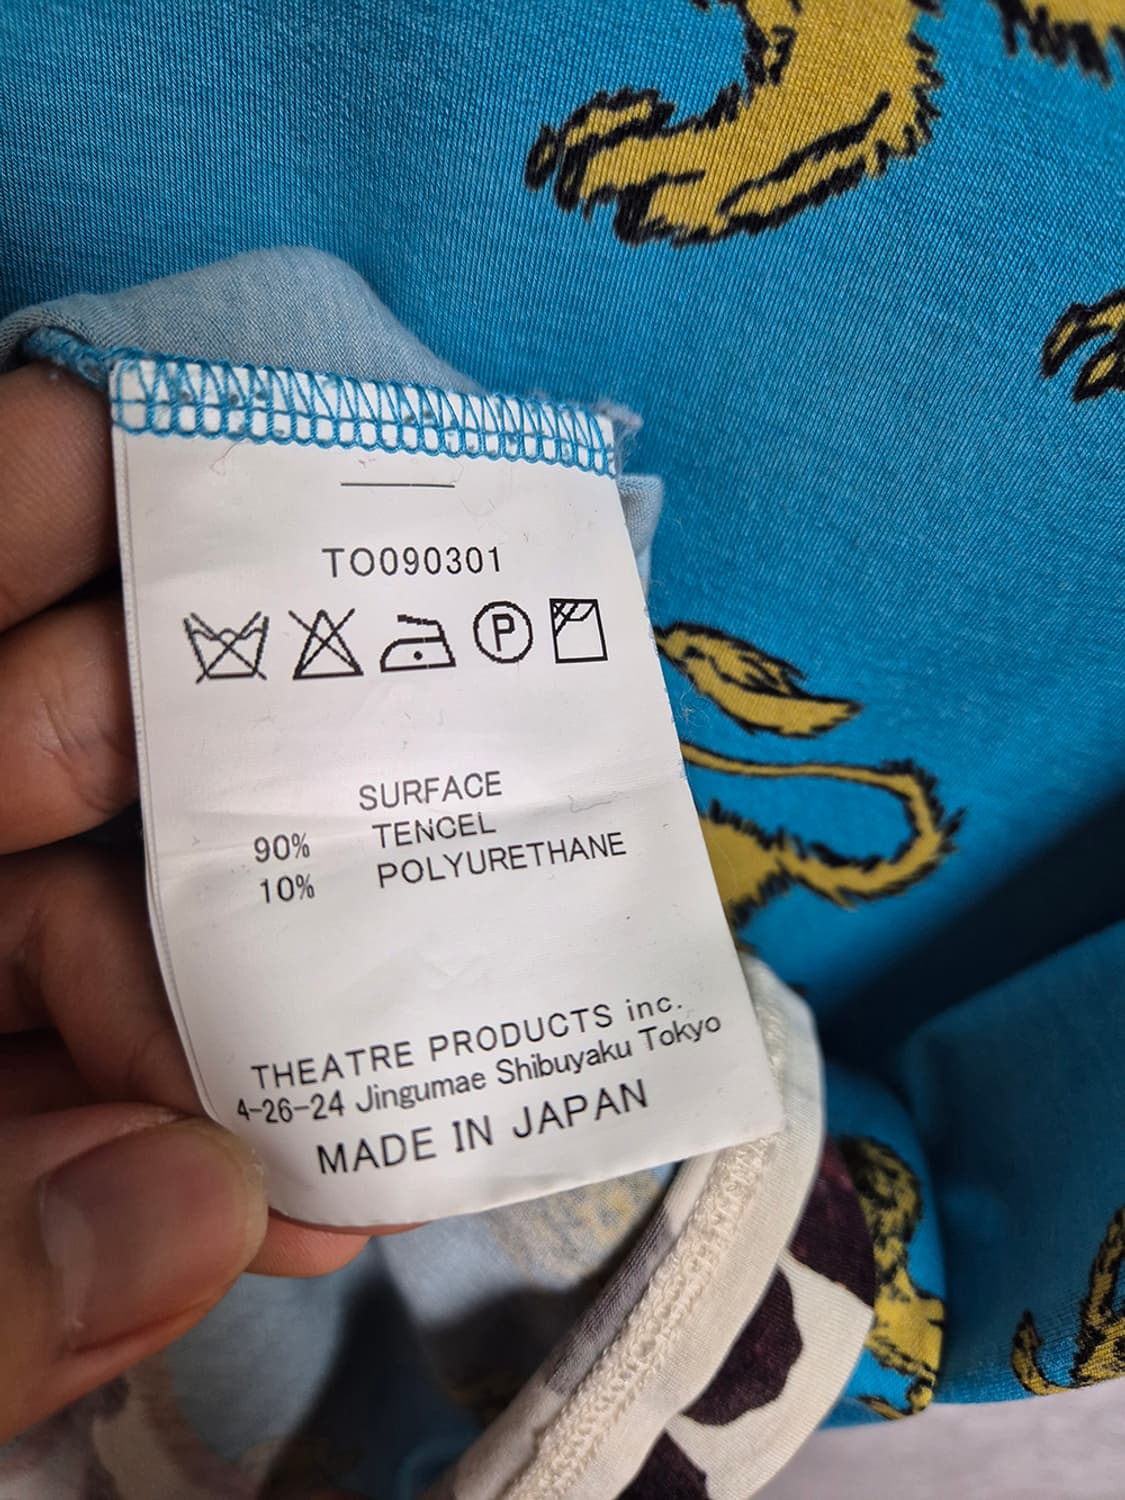 TO090301
P
SURFACE
90% TENCEL
10% POLYURETHANE
THEATRE PRODUCTS inc.
4-26-24 Jingumae Shibuyaku Tokyo
MADE IN JAPAN